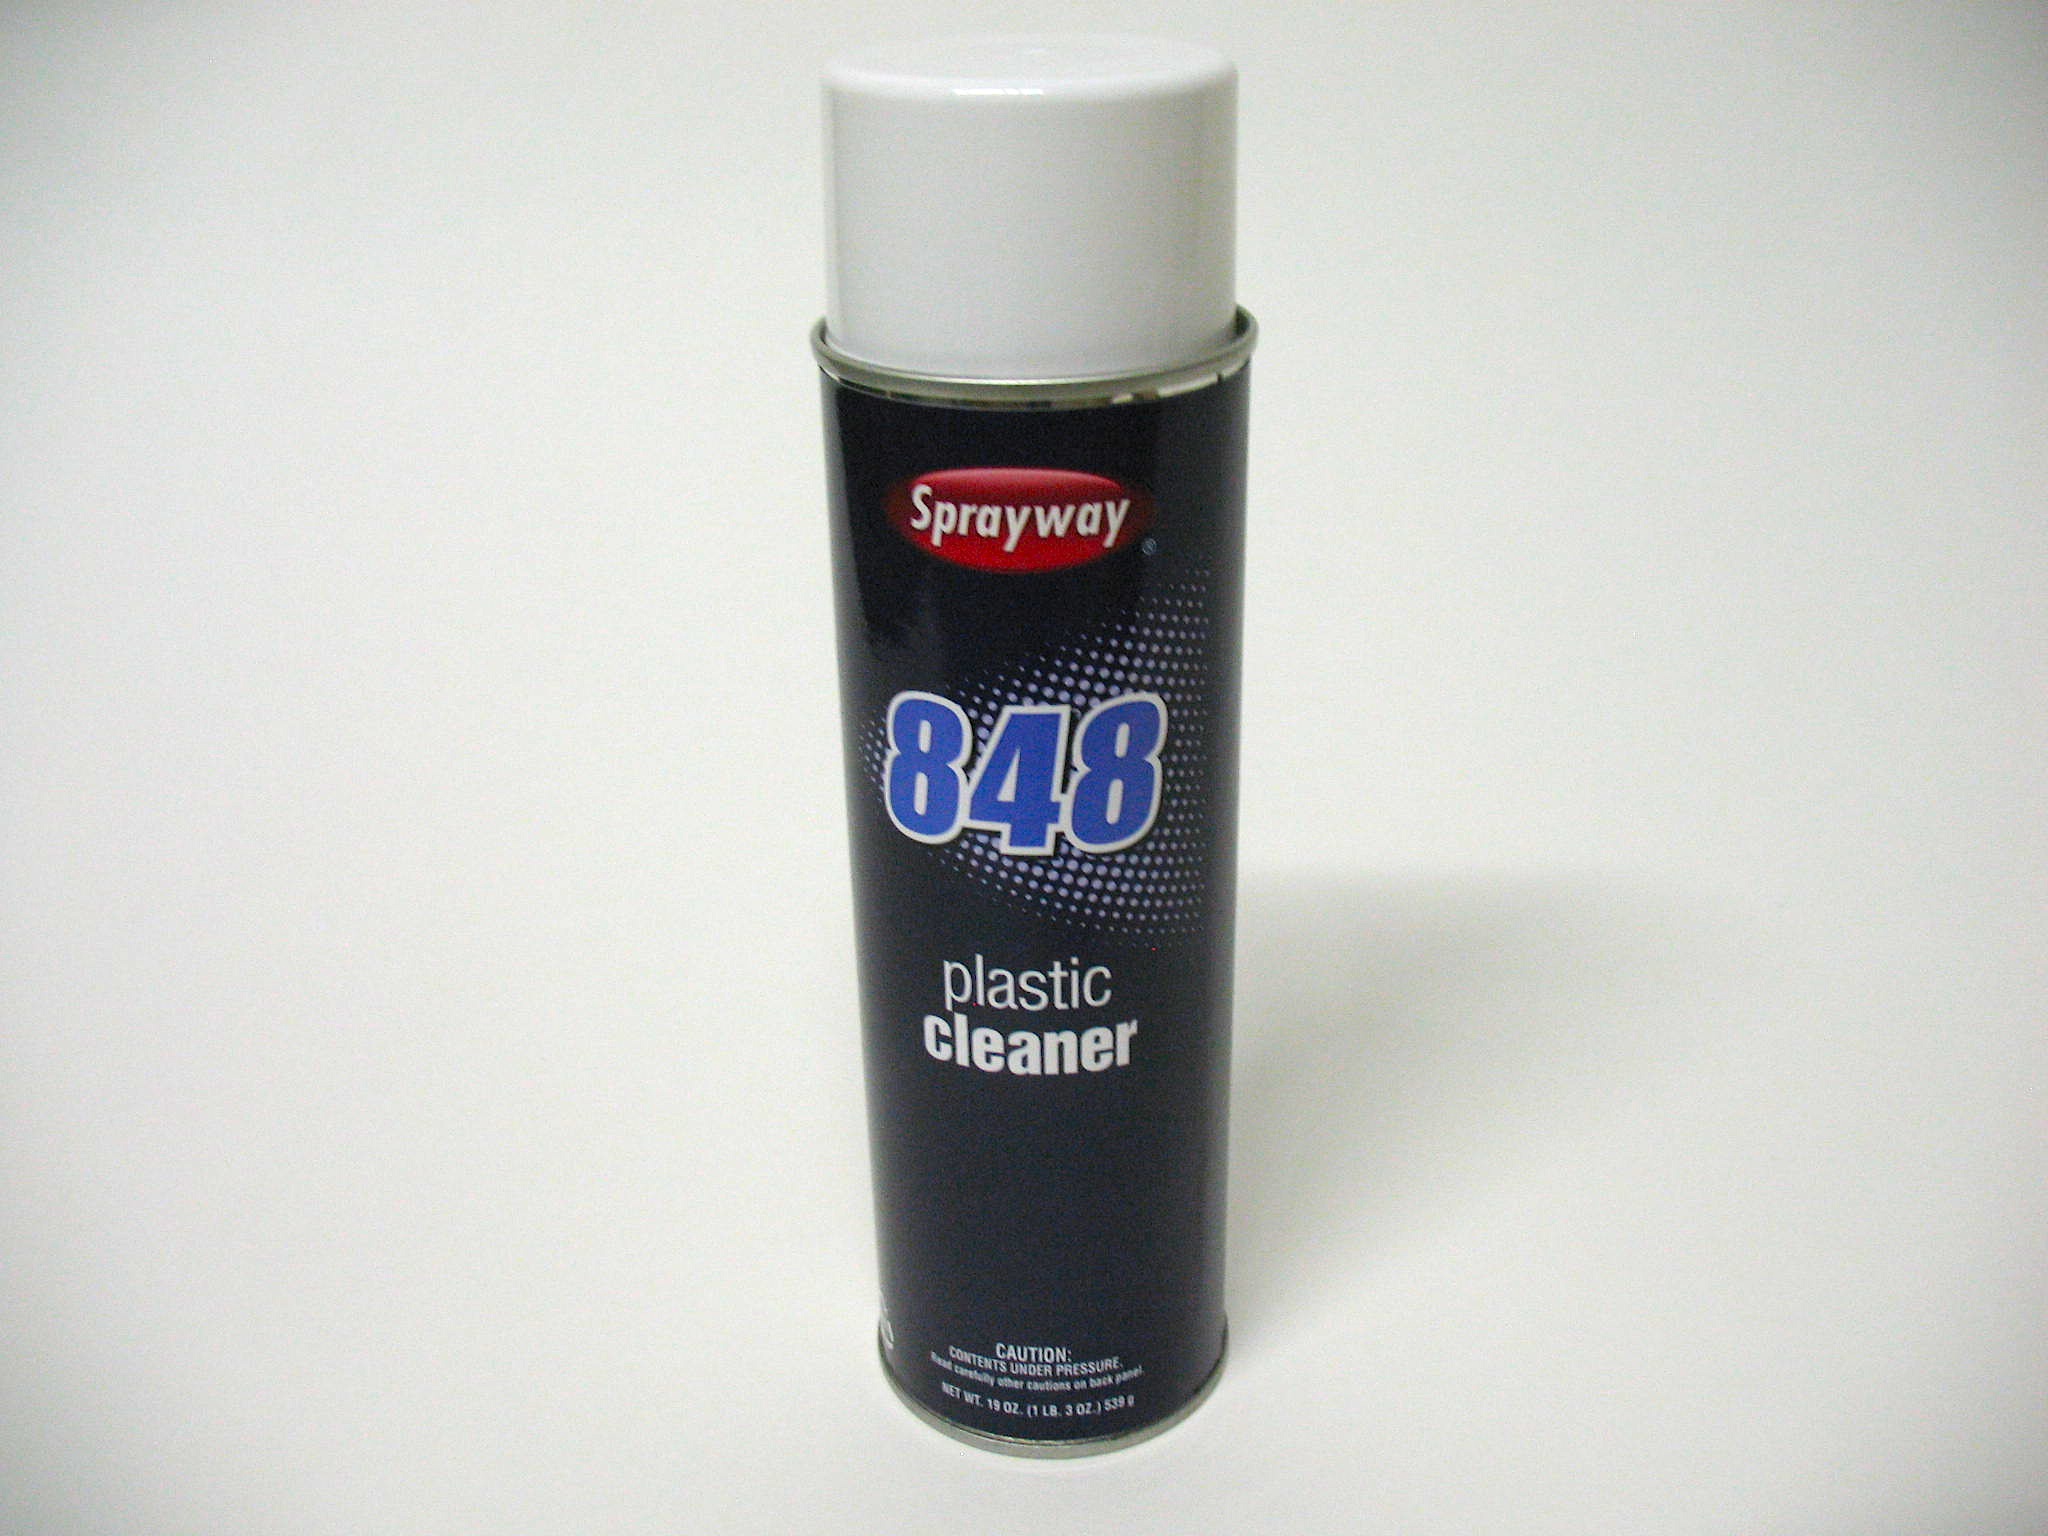 Sprayway®
848
plastic
cleaner
CAUTION:
CONTENTS UNDER PRESSURE.
Read carefully other cautions on back panel.
NET WT. 19 OZ. (1 LB. 3 OZ.) 539 g